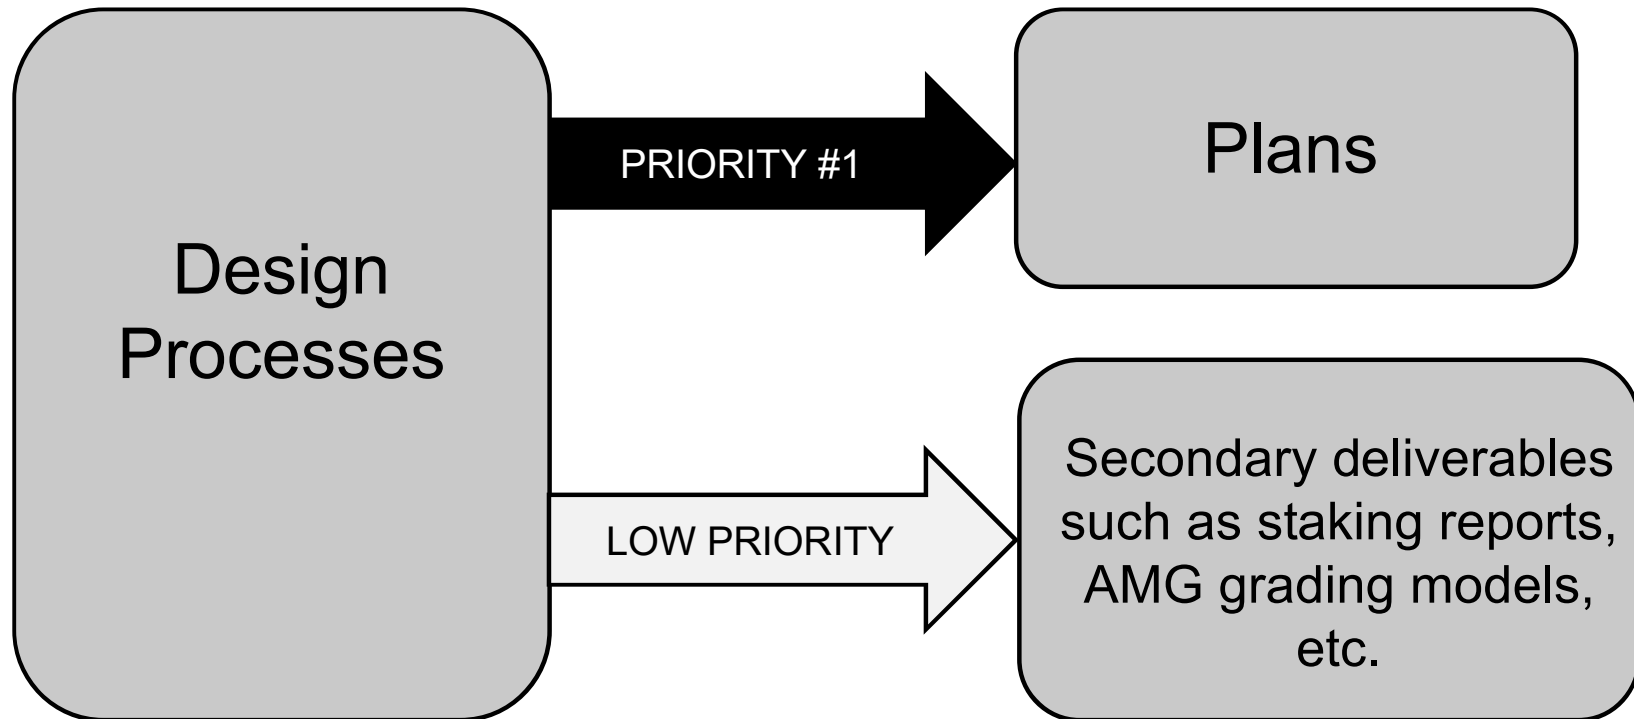 Design
Processes
PRIORITY #1
Plans
LOW PRIORITY
Secondary deliverables
such as staking reports,
AMG grading models,
etc.